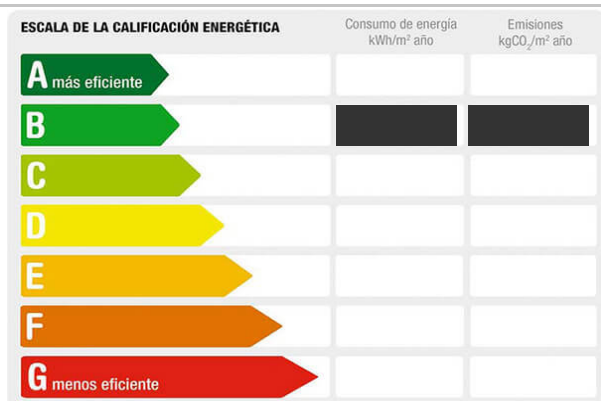 ESCALA DE LA CALIFICACIÓN ENERGÉTICA
Consumo de energía
kWh/m² año
Emisiones
kgCO₂/m² año
A más eficiente
B
C
D
E
F
G menos eficiente